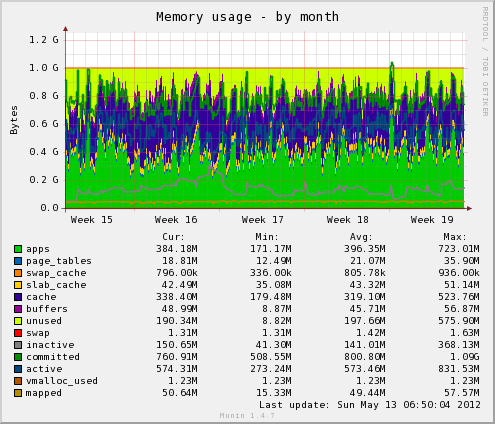 Memory usage - by month
RRDTOOL / TOBI OETIKER
Bytes
1.2 G
1.0 G
0.8 G
0.6 G
0.4 G
0.2 G
0.0
Week 15 Week 16 Week 17 Week 18 Week 19
Cur: Min: Avg: Max:
apps 384.18M 171.17M 396.35M 723.01M
page_tables 18.81M 12.49M 21.07M 35.90M
swap_cache 796.00k 336.00k 805.78k 936.00k
slab_cache 42.49M 35.08M 43.32M 51.14M
cache 338.40M 179.48M 319.10M 523.76M
buffers 48.99M 8.87M 45.71M 56.87M
unused 190.34M 8.82M 197.66M 575.90M
swap 1.31M 1.31M 1.42M 1.63M
inactive 150.65M 41.30M 141.01M 368.13M
committed 760.91M 508.55M 800.80M 1.09G
active 574.31M 273.24M 573.46M 831.53M
vmalloc_used 1.23M 1.23M 1.23M 1.23M
mapped 50.64M 15.33M 49.44M 57.57M
Last update: Sun May 13 06:50:04 2012
Munin 1.4.7